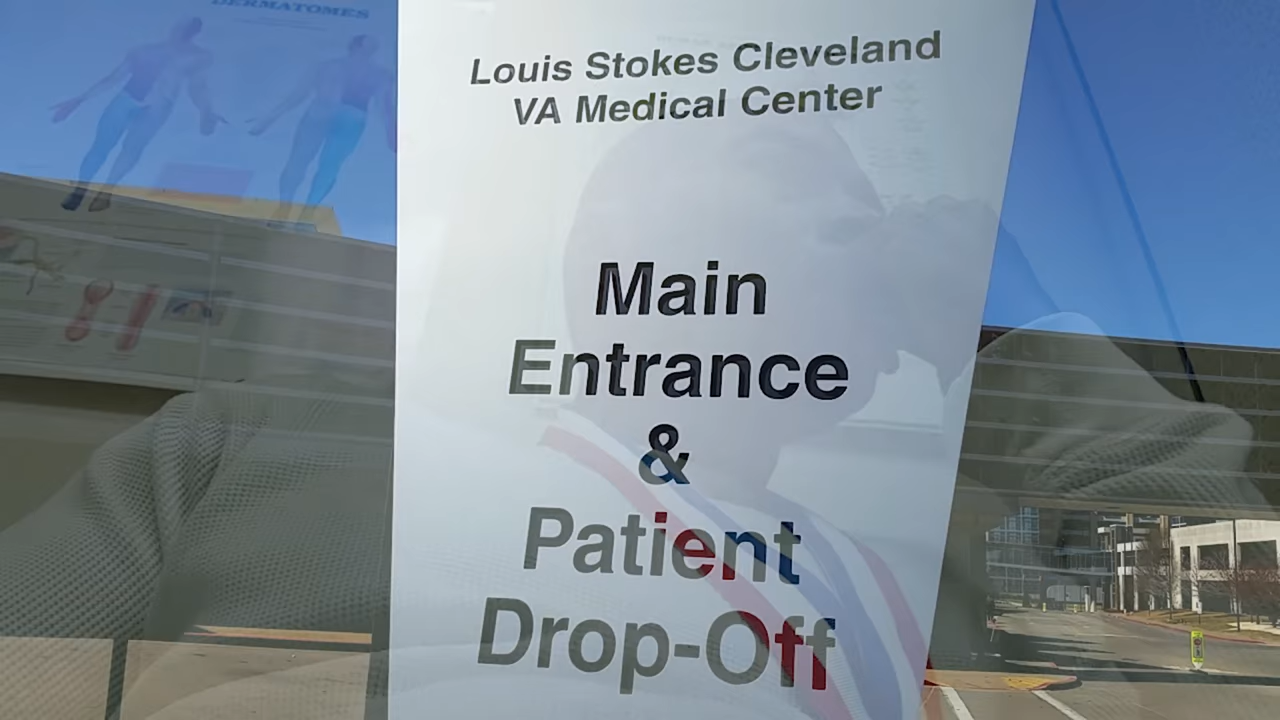 DERMATOMES
Louis Stokes Cleveland
VA Medical Center
Main
Entrance
&
Patient
Drop-Off